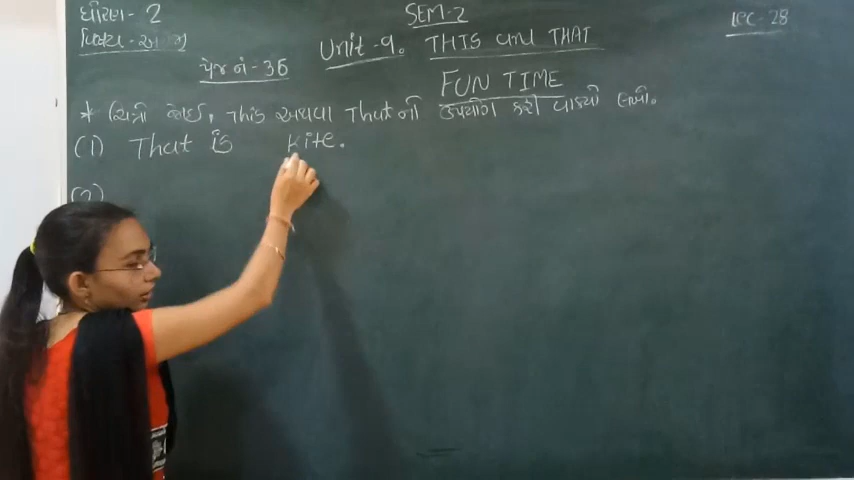 ધોરણ- 2
SEM-2
Lec-28
વિષય-અંગ્રેજી
Unit-9. THIS અને THAT
પેજ નં-36
FUN TIME
* ચિત્રો જોઈ, This અથવા That નો ઉપયોગ કરી વાક્યો લખો.
(1) That is kite.
(2)